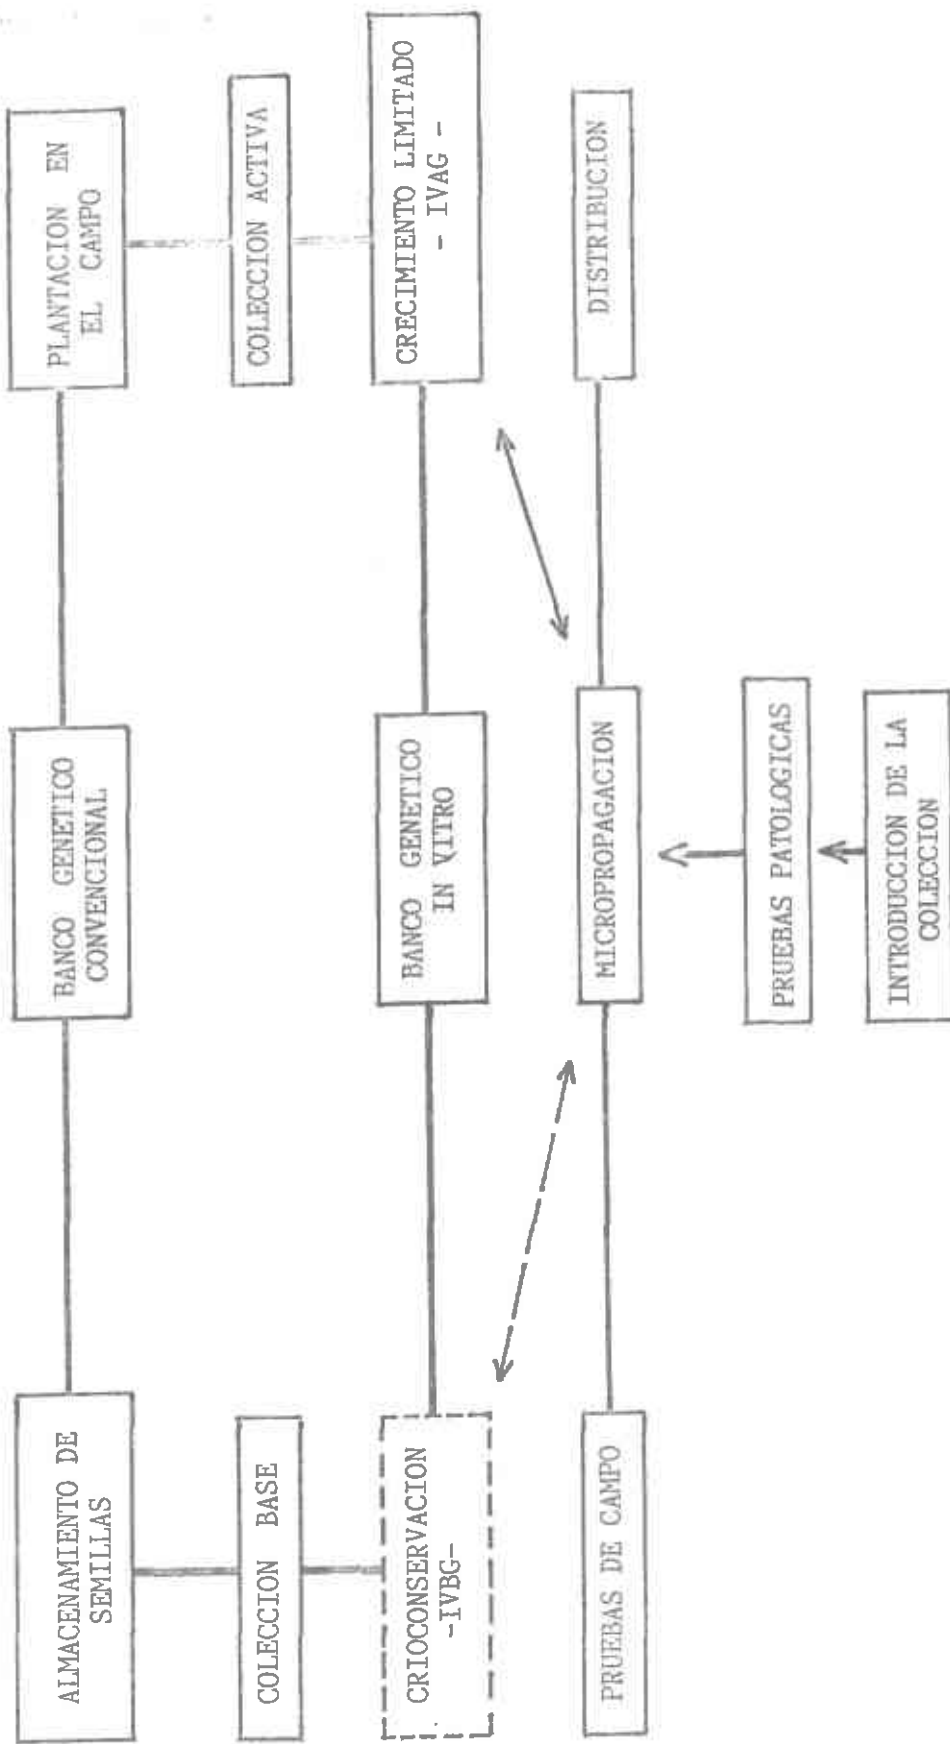 ALMACENAMIENTO DE
SEMILLAS
BANCO GENETICO
CONVENCIONAL
PLANTACION EN
EL CAMPO
COLECCION BASE
COLECCION ACTIVA
CRIOCONSERVACION
-IVBG-
BANCO GENETICO
IN VITRO
CRECIMIENTO LIMITADO
- IVAG -
PRUEBAS DE CAMPO
MICROPROPAGACION
DISTRIBUCION
PRUEBAS PATOLOGICAS
INTRODUCCION DE LA
COLECCION